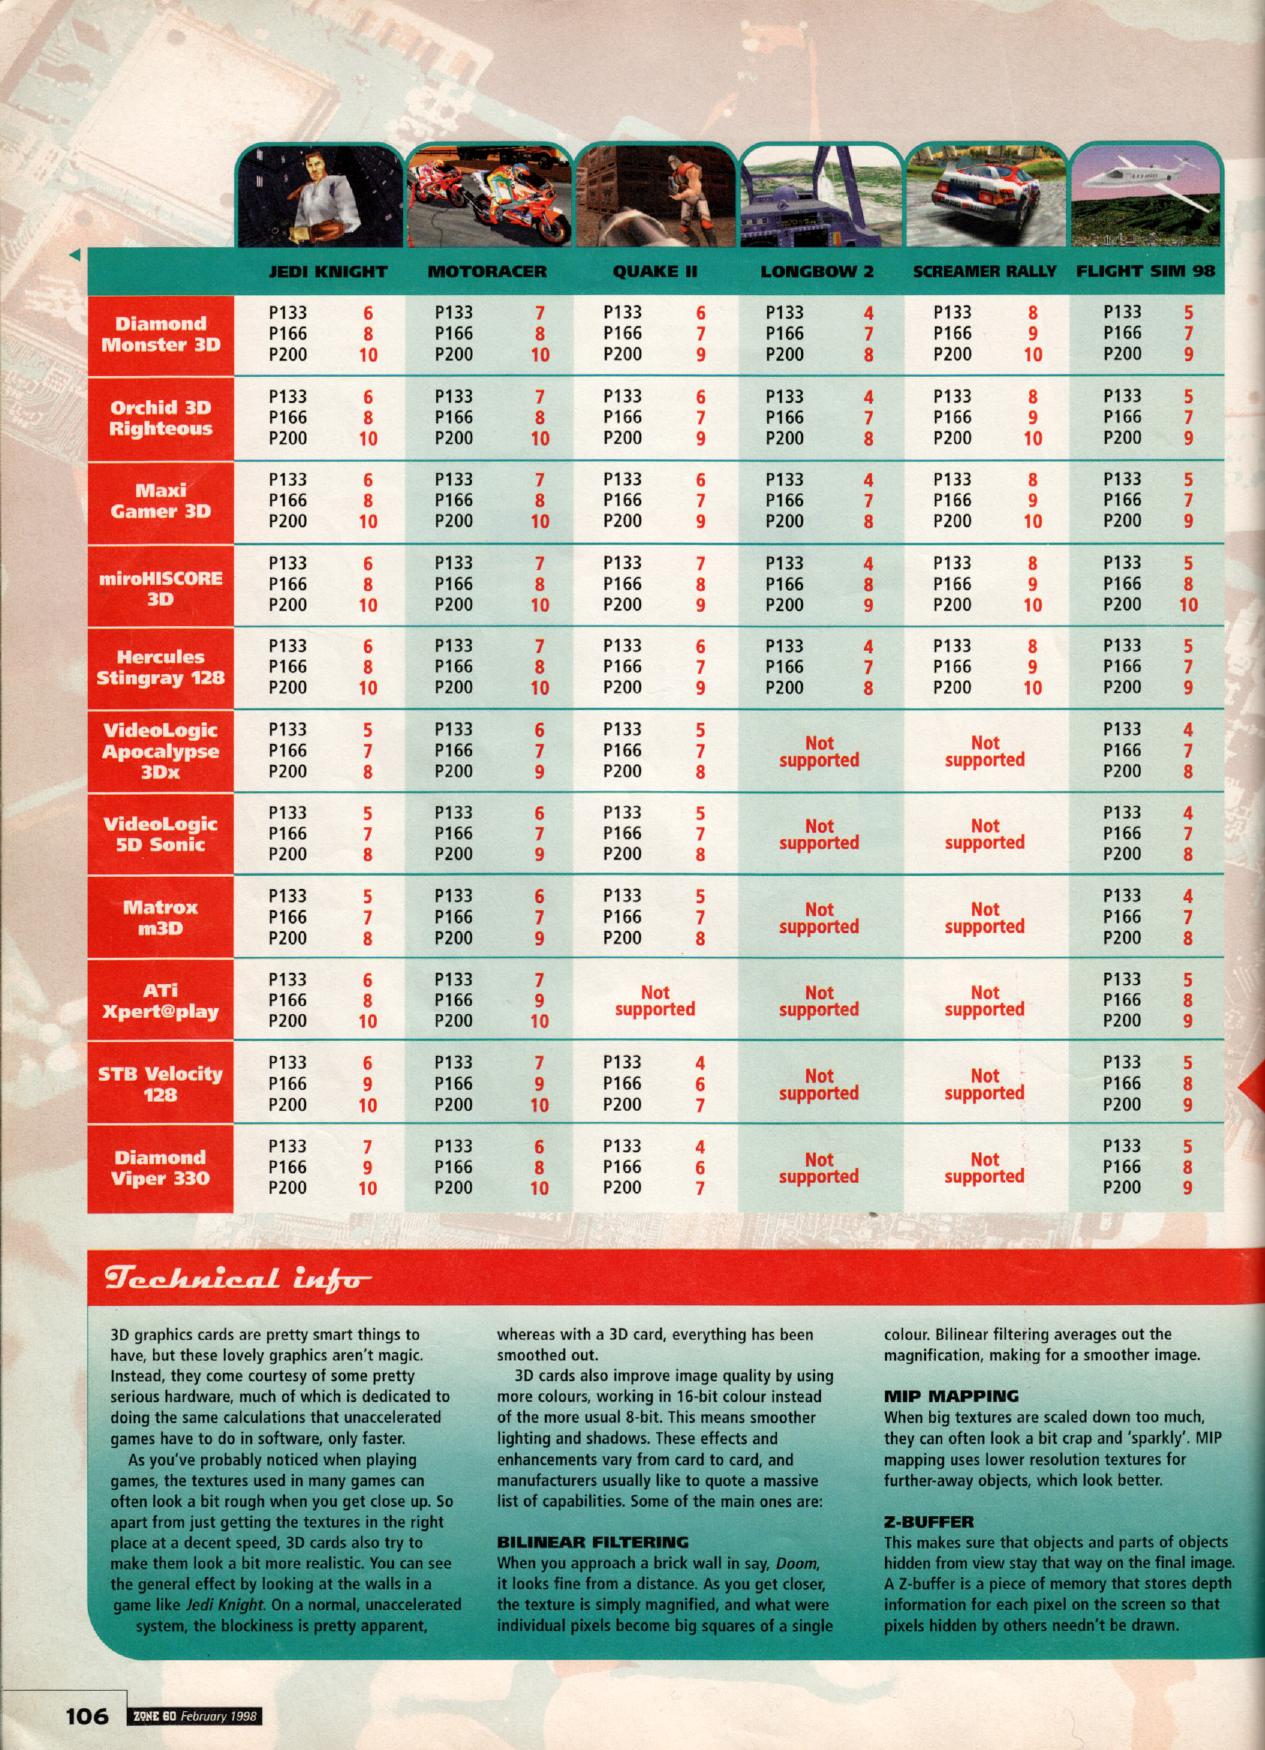 JEDI KNIGHT MOTORACER QUAKE II LONGBOW 2 SCREAMER RALLY FLIGHT SIM 98
Diamond
Monster 3D
P133 6 P133 7 P133 6 P133 4 P133 8 P133 5
P166 8 P166 8 P166 7 P166 7 P166 9 P166 7
P200 10 P200 10 P200 9 P200 8 P200 10 P200 9
Orchid 3D
Righteous
P133 6 P133 7 P133 6 P133 4 P133 8 P133 5
P166 8 P166 8 P166 7 P166 7 P166 9 P166 7
P200 10 P200 10 P200 9 P200 8 P200 10 P200 9
Maxi
Gamer 3D
P133 6 P133 7 P133 6 P133 4 P133 8 P133 5
P166 8 P166 8 P166 7 P166 7 P166 9 P166 7
P200 10 P200 10 P200 9 P200 8 P200 10 P200 9
miroHISCORE
3D
P133 6 P133 7 P133 7 P133 4 P133 8 P133 5
P166 8 P166 8 P166 8 P166 8 P166 9 P166 8
P200 10 P200 10 P200 9 P200 9 P200 10 P200 10
Hercules
Stingray 128
P133 6 P133 7 P133 6 P133 4 P133 8 P133 5
P166 8 P166 8 P166 7 P166 7 P166 9 P166 7
P200 10 P200 10 P200 9 P200 8 P200 10 P200 9
VideoLogic
Apocalypse
3Dx
P133 5 P133 6 P133 5 Not Not P133 4
P166 7 P166 7 P166 7 supported supported P166 7
P200 8 P200 9 P200 8 P200 8
VideoLogic
5D Sonic
P133 5 P133 6 P133 5 Not Not P133 4
P166 7 P166 7 P166 7 supported supported P166 7
P200 8 P200 9 P200 8 P200 8
Matrox
m3D
P133 5 P133 6 P133 5 Not Not P133 4
P166 7 P166 7 P166 7 supported supported P166 7
P200 8 P200 9 P200 8 P200 8
ATi
Xpert@play
P133 6 P133 7 Not Not Not P133 5
P166 8 P166 9 supported supported supported P166 8
P200 10 P200 10 P200 9
STB Velocity
128
P133 6 P133 7 P133 4 Not Not P133 5
P166 9 P166 9 P166 6 supported supported P166 8
P200 10 P200 10 P200 7 P200 9
Diamond
Viper 330
P133 7 P133 6 P133 4 Not Not P133 5
P166 9 P166 8 P166 6 supported supported P166 8
P200 10 P200 10 P200 7 P200 9
Technical info
3D graphics cards are pretty smart things to
have, but these lovely graphics aren't magic.
Instead, they come courtesy of some pretty
serious hardware, much of which is dedicated to
doing the same calculations that unaccelerated
games have to do in software, only faster.
As you've probably noticed when playing
games, the textures used in many games can
often look a bit rough when you get close up. So
apart from just getting the textures in the right
place at a decent speed, 3D cards also try to
make them look a bit more realistic. You can see
the general effect by looking at the walls in a
game like Jedi Knight. On a normal, unaccelerated
system, the blockiness is pretty apparent,
whereas with a 3D card, everything has been
smoothed out.
3D cards also improve image quality by using
more colours, working in 16-bit colour instead
of the more usual 8-bit. This means smoother
lighting and shadows. These effects and
enhancements vary from card to card, and
manufacturers usually like to quote a massive
list of capabilities. Some of the main ones are:
BILINEAR FILTERING
When you approach a brick wall in say, Doom,
it looks fine from a distance. As you get closer,
the texture is simply magnified, and what were
individual pixels become big squares of a single
colour. Bilinear filtering averages out the
magnification, making for a smoother image.
MIP MAPPING
When big textures are scaled down too much,
they can often look a bit crap and 'sparkly'. MIP
mapping uses lower resolution textures for
further-away objects, which look better.
Z-BUFFER
This makes sure that objects and parts of objects
hidden from view stay that way on the final image.
A Z-buffer is a piece of memory that stores depth
information for each pixel on the screen so that
pixels hidden by others needn't be drawn.
106 ZONE 60 February 1998